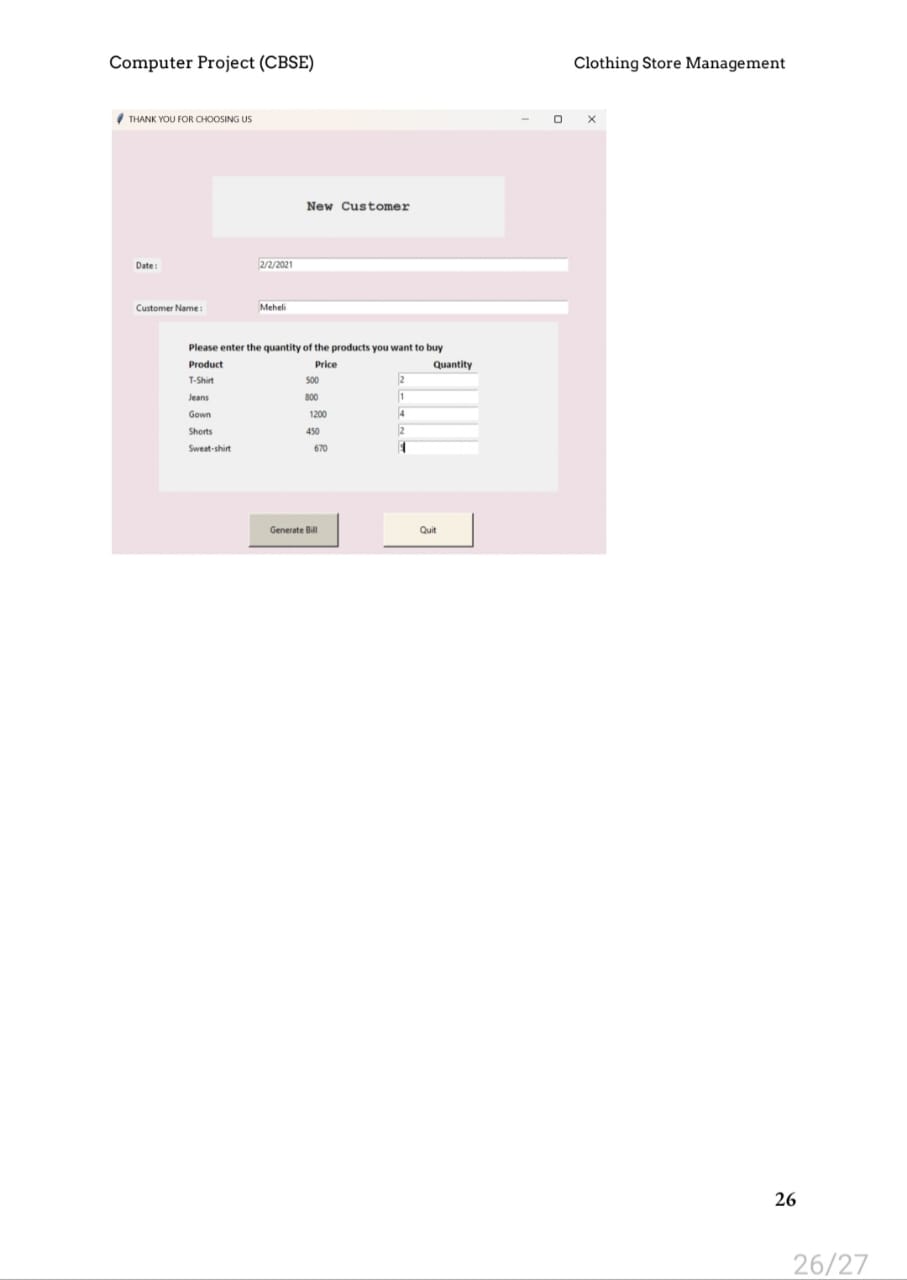 Computer Project (CBSE) Clothing Store Management
THANK YOU FOR CHOOSING US
New Customer
Date : 2/2/2021
Customer Name : Meheli
Please enter the quantity of the products you want to buy
Product Price Quantity
T-Shirt 500 2
Jeans 800 1
Gown 1200 4
Shorts 450 2
Sweat-shirt 670
Generate Bill Quit
26
26/27